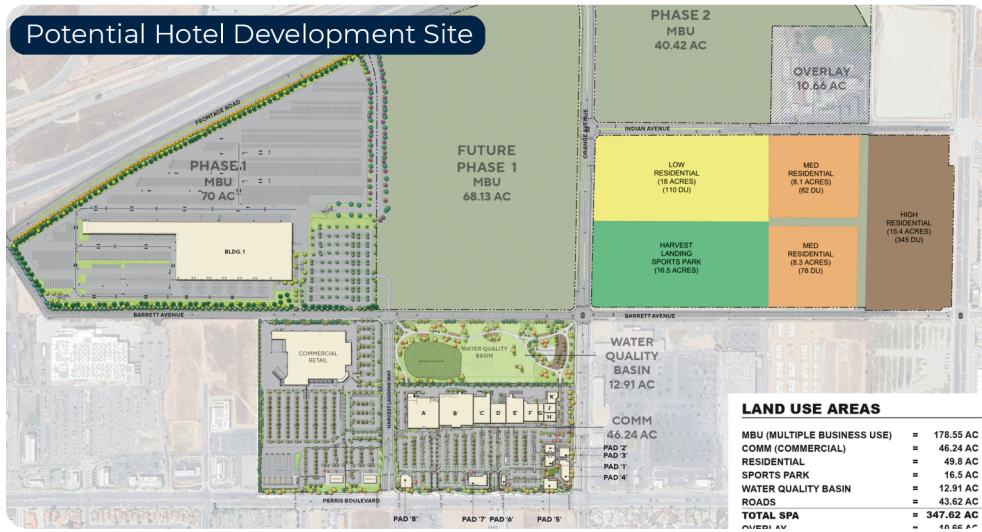 Potential Hotel Development Site
PHASE 2
MBU
40.42 AC
OVERLAY
10.66 AC
FRONTAGE ROAD
ORANGE AVENUE
INDIAN AVENUE
PHASE 1
MBU
70 AC
FUTURE
PHASE 1
MBU
68.13 AC
LOW
RESIDENTIAL
(18 ACRES)
(110 DU)
MED
RESIDENTIAL
(8.1 ACRES)
(82 DU)
HIGH
RESIDENTIAL
(15.4 ACRES)
(345 DU)
BLDG. 1
HARVEST
LANDING
SPORTS PARK
(16.5 ACRES)
MED
RESIDENTIAL
(8.3 ACRES)
(78 DU)
BARRETT AVENUE
BARRETT AVENUE
COMMERCIAL
RETAIL
WATER QUALITY
BASIN
WATER
QUALITY
BASIN
12.91 AC
HARVEST LANDING WAY
A
B
C
D
E
F
G
K
J
H
COMM
46.24 AC
PAD '2'
PAD '3'
PAD '1'
PAD '4'
PERRIS BOULEVARD
PAD '8'
PAD '7'
PAD '6'
PAD '5'
LAND USE AREAS
MBU (MULTIPLE BUSINESS USE) = 178.55 AC
COMM (COMMERCIAL) = 46.24 AC
RESIDENTIAL = 49.8 AC
SPORTS PARK = 16.5 AC
WATER QUALITY BASIN = 12.91 AC
ROADS = 43.62 AC
TOTAL SPA = 347.62 AC
OVERLAY = 10.66 AC